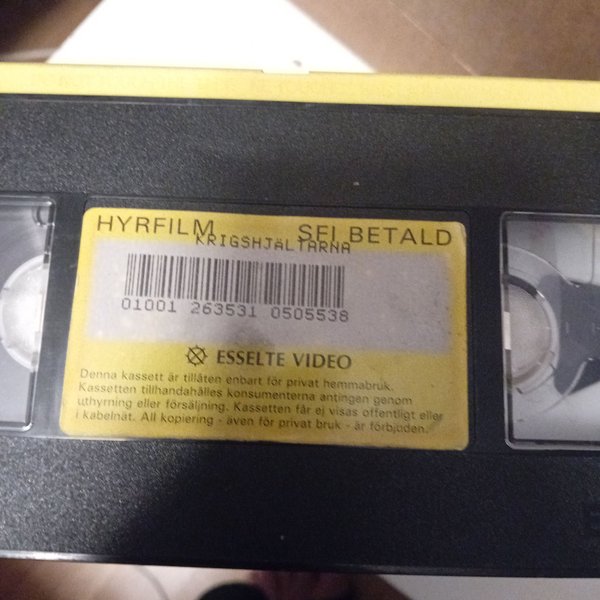 HYRFILM SFI BETALD
KRIGSHJÄLTARNA
01001 263531 0505538
ESSELTE VIDEO
Denna kassett är tillåten enbart för privat hemmabruk.
Kassetten tillhandahålles konsumenterna antingen genom
uthyrning eller försäljning. Kassetten får ej visas offentligt eller
i kabelnät. All kopiering - även för privat bruk - är förbjuden.